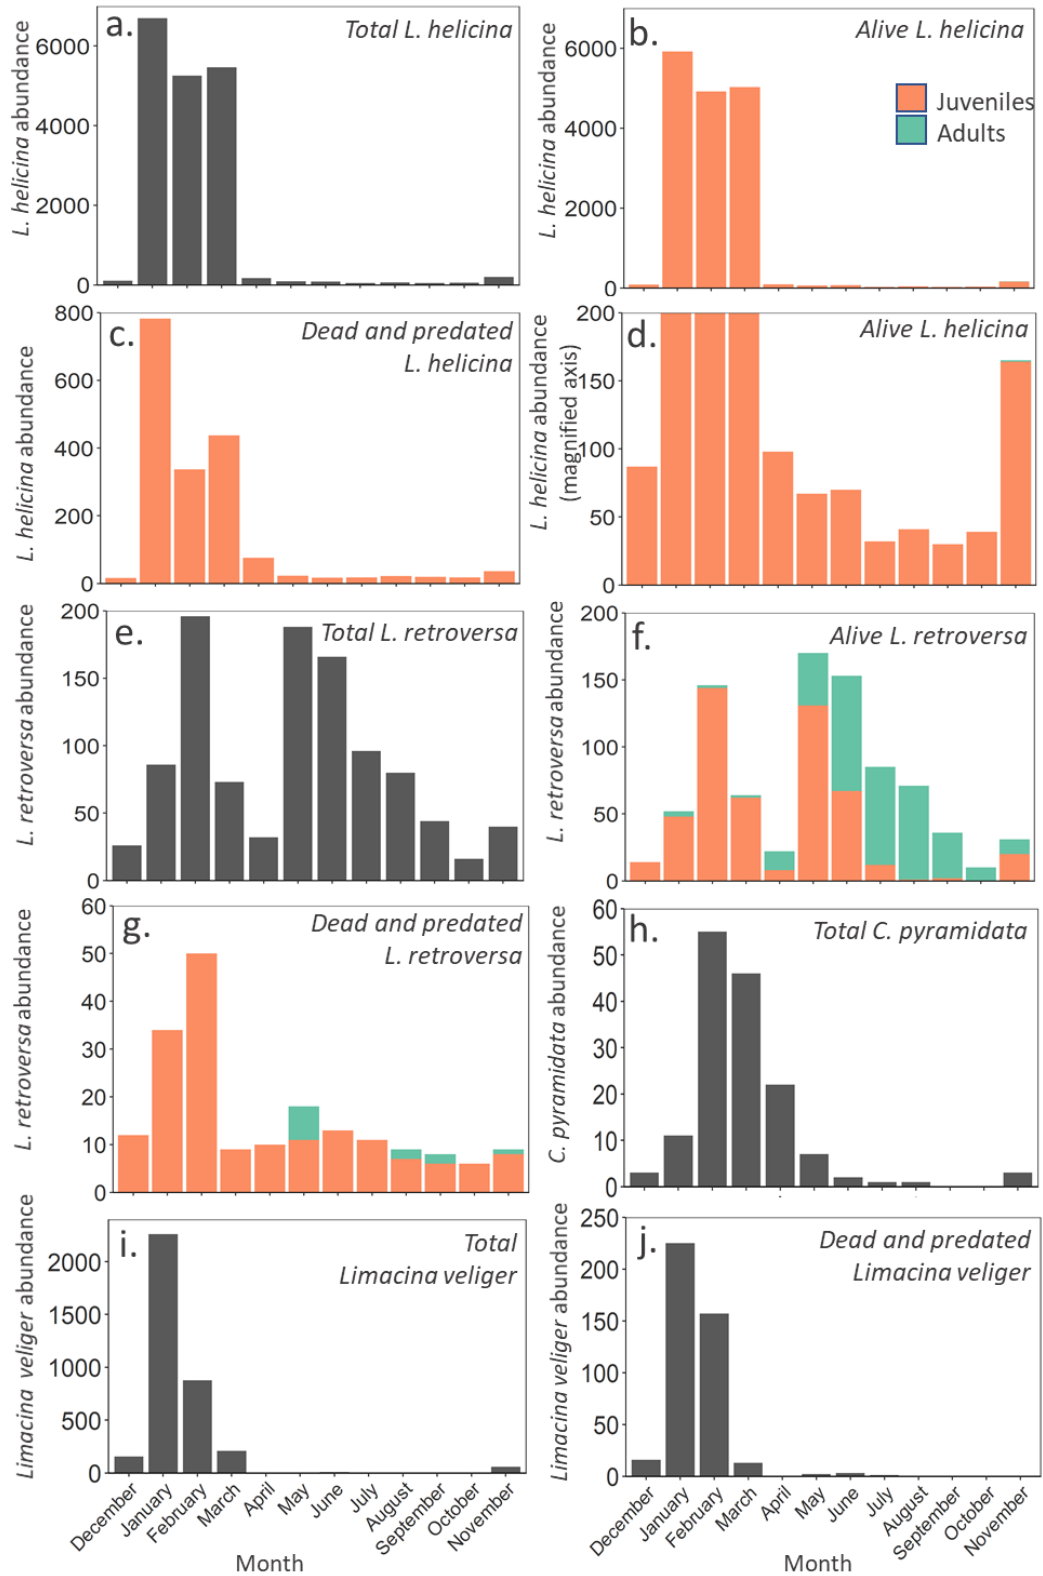 a.
Total L. helicina
L. helicina abundance
6000
4000
2000
0
b.
Alive L. helicina
Juveniles
Adults
L. helicina abundance
6000
4000
2000
0
c.
Dead and predated
L. helicina
L. helicina abundance
800
600
400
200
0
d.
Alive L. helicina
L. helicina abundance
(magnified axis)
200
150
100
50
0
e.
Total L. retroversa
L. retroversa abundance
200
150
100
50
0
f.
Alive L. retroversa
L. retroversa abundance
200
150
100
50
0
g.
Dead and predated
L. retroversa
L. retroversa abundance
60
50
40
30
20
10
0
h.
Total C. pyramidata
C. pyramidata abundance
60
50
40
30
20
10
0
i.
Total
Limacina veliger
Limacina veliger abundance
2000
1500
1000
500
0
December
January
February
March
April
May
June
July
August
September
October
November
Month
j.
Dead and predated
Limacina veliger
Limacina veliger abundance
250
200
150
100
50
0
December
January
February
March
April
May
June
July
August
September
October
November
Month